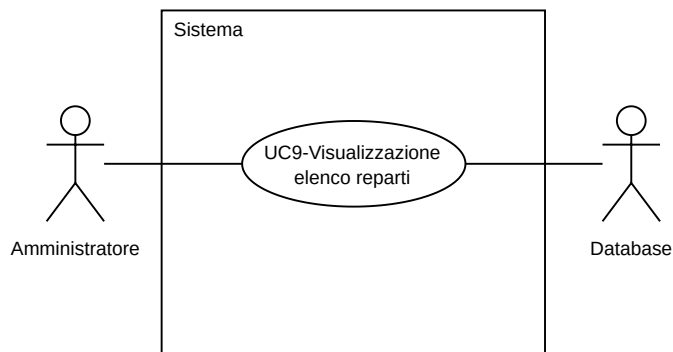 Sistema
UC9-Visualizzazione
elenco reparti
Amministratore
Database